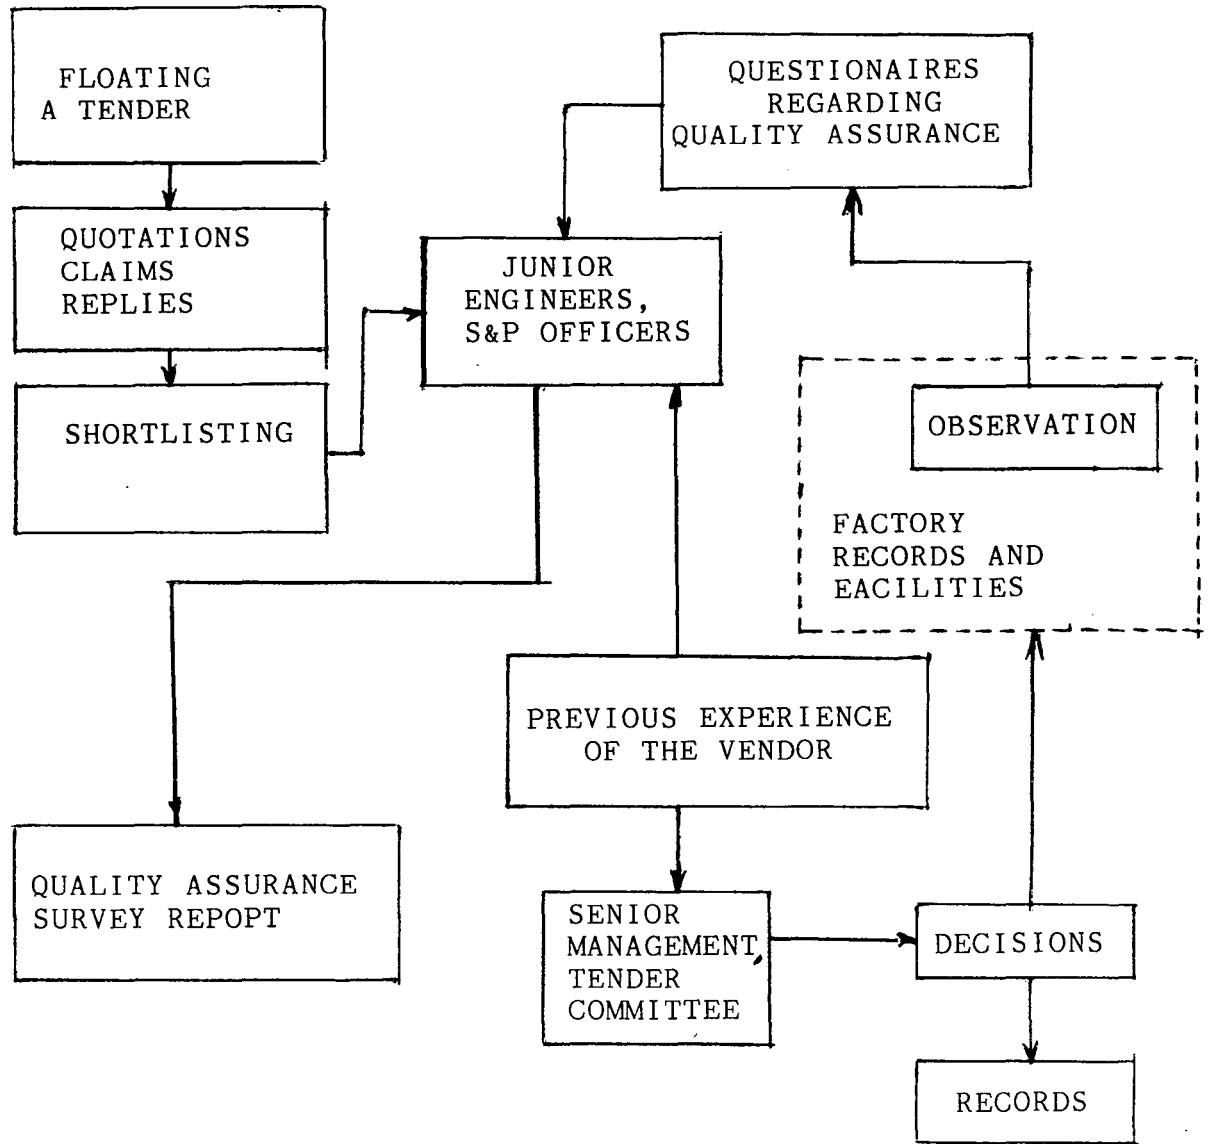 FLOATING
A TENDER
QUOTATIONS
CLAIMS
REPLIES
SHORTLISTING
QUESTIONAIRES
REGARDING
QUALITY ASSURANCE
JUNIOR
ENGINEERS,
S&P OFFICERS
OBSERVATION
FACTORY
RECORDS AND
EACILITIES
PREVIOUS EXPERIENCE
OF THE VENDOR
QUALITY ASSURANCE
SURVEY REPOPT
SENIOR
MANAGEMENT,
TENDER
COMMITTEE
DECISIONS
RECORDS